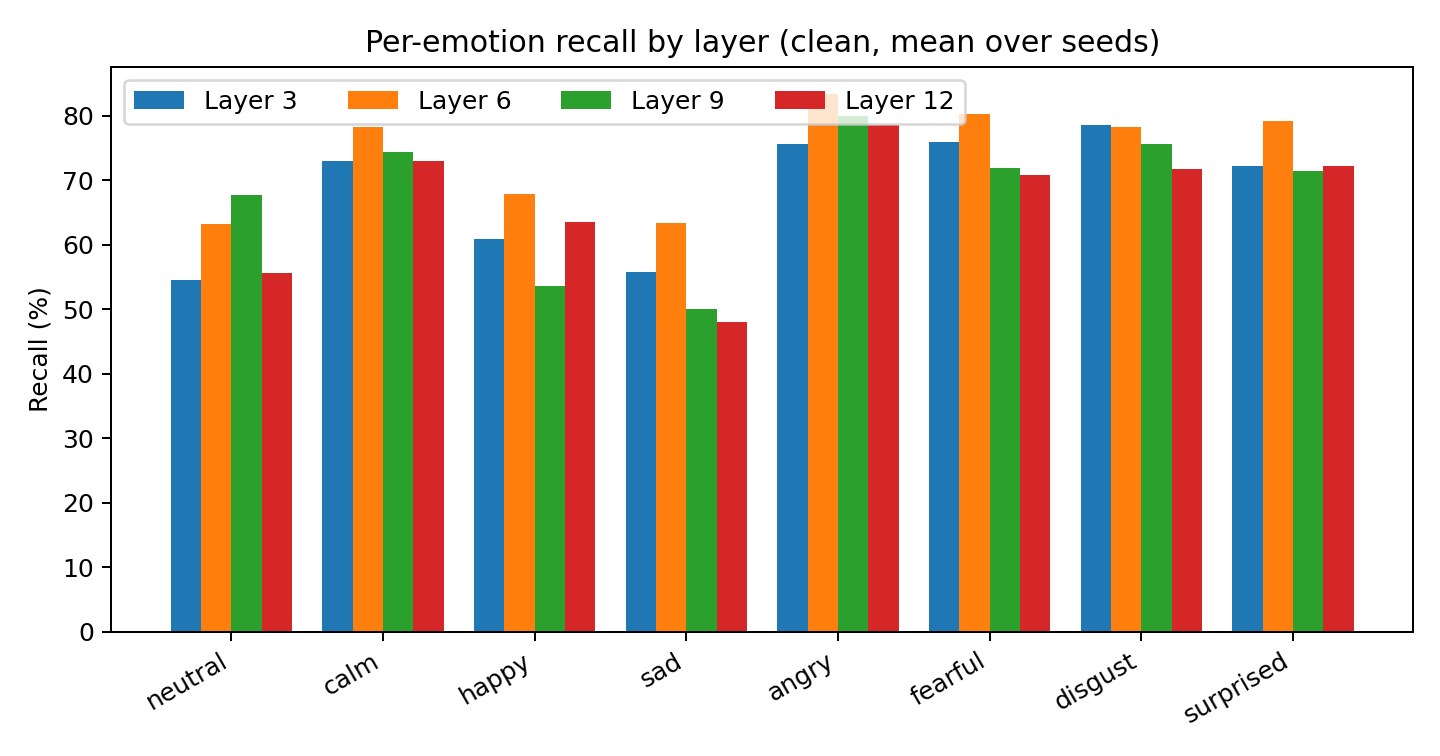 Per-emotion recall by layer (clean, mean over seeds)
Layer 3 Layer 6 Layer 9 Layer 12
Recall (%)
80
70
60
50
40
30
20
10
0
neutral calm happy sad angry fearful disgust surprised